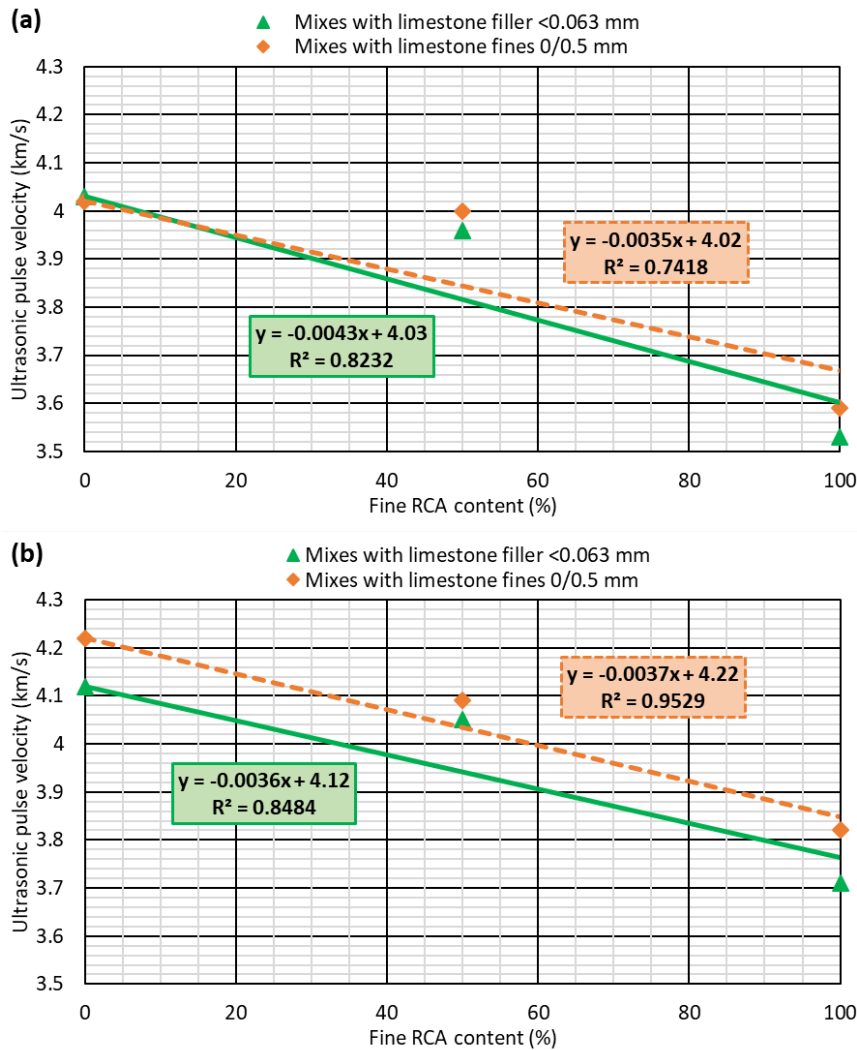 (a)
Mixes with limestone filler <0.063 mm
Mixes with limestone fines 0/0.5 mm
Ultrasonic pulse velocity (km/s)
4.3
4.2
4.1
4
3.9
3.8
3.7
3.6
3.5
y = -0.0035x + 4.02
R² = 0.7418
y = -0.0043x + 4.03
R² = 0.8232
0 20 40 60 80 100
Fine RCA content (%)
(b)
Mixes with limestone filler <0.063 mm
Mixes with limestone fines 0/0.5 mm
Ultrasonic pulse velocity (km/s)
4.3
4.2
4.1
4
3.9
3.8
3.7
3.6
3.5
y = -0.0037x + 4.22
R² = 0.9529
y = -0.0036x + 4.12
R² = 0.8484
0 20 40 60 80 100
Fine RCA content (%)